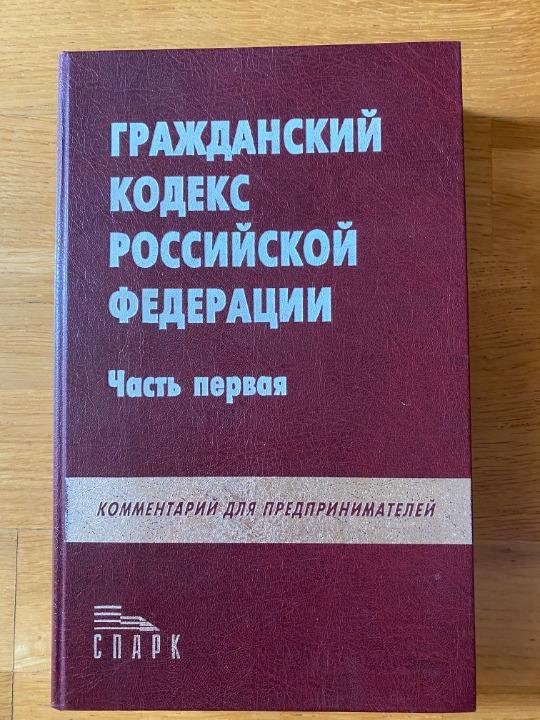 ГРАЖДАНСКИЙ
КОДЕКС
РОССИЙСКОЙ
ФЕДЕРАЦИИ
Часть первая
КОММЕНТАРИЙ ДЛЯ ПРЕДПРИНИМАТЕЛЕЙ
СПАРК